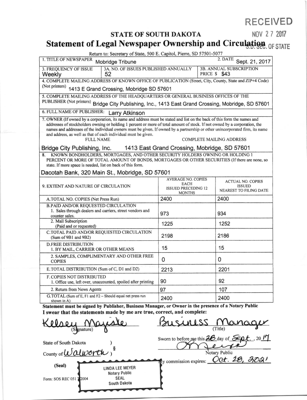 RECEIVED
NOV 27 2017
STATE OF SOUTH DAKOTA
Statement of Legal Newspaper Ownership and Circulation
S.D. SEC. OF STATE
Return to: Secretary of State, 500 E. Capitol, Pierre, SD 57501-5077
1. TITLE OF NEWSPAPER Mobridge Tribune
2. DATE Sept. 21, 2017
3. FREQUENCY OF ISSUE
Weekly
3A. NO. OF ISSUES PUBLISHED ANNUALLY
52
3B. ANNUAL SUBSCRIPTION
PRICE $ $43
4. COMPLETE MAILING ADDRESS OF KNOWN OFFICE OF PUBLICATION (Street, City, County, State and ZIP+4 Code)
(Not printers) 1413 E Grand Crossing, Mobridge SD 57601
5. COMPLETE MAILING ADDRESS OF THE HEADQUARTERS OR GENERAL BUSINESS OFFICES OF THE
PUBLISHER (Not printer) Bridge City Publishing, Inc., 1413 East Grand Crossing, Mobridge, SD 57601
6. FULL NAME OF PUBLISHER: Larry Atkinson
7. OWNER (If owned by a corporation, its name and address must be stated and also immediately thereunder the names and
addresses of stockholders owning or holding 1 percent or more of total amount of stock. If not owned by a corporation, the
names and addresses of the individual owners must be given. If owned by a partnership or other unincorporated firm, its name
and address, as well as that of each individual must be given.
FULL NAME
COMPLETE MAILING ADDRESS
Bridge City Publishing, Inc. 1413 East Grand Crossing, Mobridge, SD 57601
8. KNOWN BONDHOLDERS, MORTGAGEES, AND OTHER SECURITY HOLDERS OWNING OR HOLDING 1
PERCENT OR MORE OF TOTAL AMOUNT OF BONDS, MORTGAGES OR OTHER SECURITIES (If there are none, so
state. If more space is needed, list on back of this form.
Dacotah Bank, 320 Main St., Mobridge, SD 57601
9. EXTENT AND NATURE OF CIRCULATION
AVERAGE NO. COPIES
EACH
ISSUED PRECEDING 12
MONTHS
ACTUAL NO. COPIES
ISSUED
NEAREST TO FILING DATE
A. TOTAL NO. COPIES (Net Press Run) 2400 2400
B. PAID AND/OR REQUESTED CIRCULATION
1. Sales through dealers and carriers, street vendors and
counter sales. 973 934
2. Mail Subscription
(Paid and or requested) 1225 1252
C. TOTAL PAID AND/OR REQUESTED CIRCULATION
(Sum of 9B1 and 9B2) 2198 2186
D. FREE DISTRIBUTION
1. BY MAIL, CARRIER OR OTHER MEANS 15 15
2. SAMPLES, COMPLIMENTARY AND OTHER FREE
COPIES 0 0
E. TOTAL DISTRIBUTION (Sum of C, D1 and D2) 2213 2201
F. COPIES NOT DISTRIBUTED
1. Office use, left over, unaccounted, spoiled after printing 90 92
2. Return from News Agents 97 107
G. TOTAL (Sum of E, F1 and F2 – Should equal net press run
shown in A) 2400 2400
Statement must be signed by Publisher, Business Manager, or Owner in the presence of a Notary Public
I swear that the statements made by me are true, correct, and complete:
Kelsey Majeske
(Signature)
Business Manager
(Title)
State of South Dakota )
Sworn to before me this 26 day of Sept, 2017
County of Walworth )
Notary Public
(Seal)
My commission expires: Oct. 28, 2021
LINDA LEE MEYER
Notary Public
SEAL
South Dakota
Form: SOS REC 051